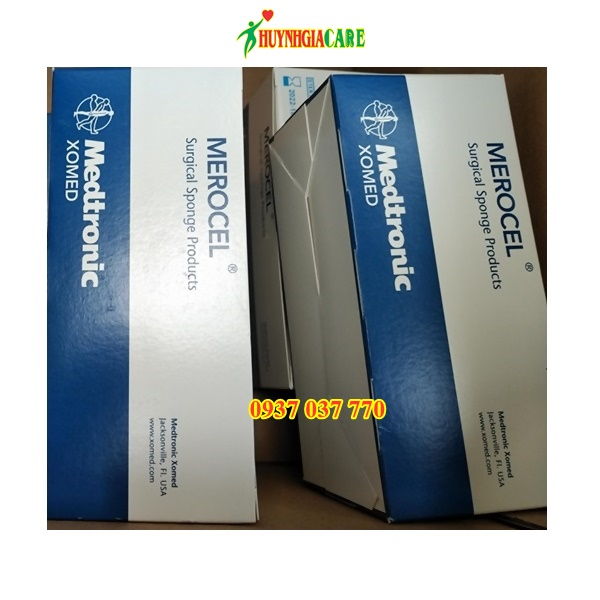 HUYNHGIACARE
MEROCEL ®
Surgical Sponge Products
Medtronic
XOMED
Medtronic Xomed
Jacksonville, FL USA
www.xomed.com
MEROCEL
MEROCEL ®
Surgical Sponge Products
Medtronic
XOMED
Medtronic Xomed
Jacksonville, FL USA
www.xomed.com
0937 037 770